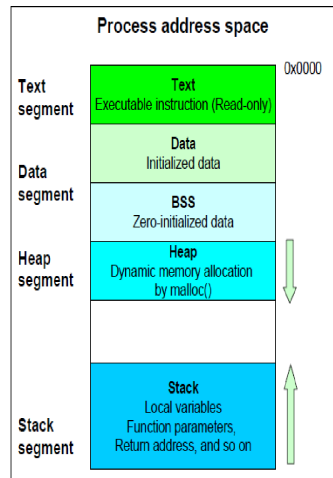 Process address space
0x0000
Text
segment
Text
Executable instruction (Read-only)
Data
segment
Data
Initialized data
BSS
Zero-initialized data
Heap
segment
Heap
Dynamic memory allocation
by malloc()
Stack
segment
Stack
Local variables
Function parameters,
Return address, and so on